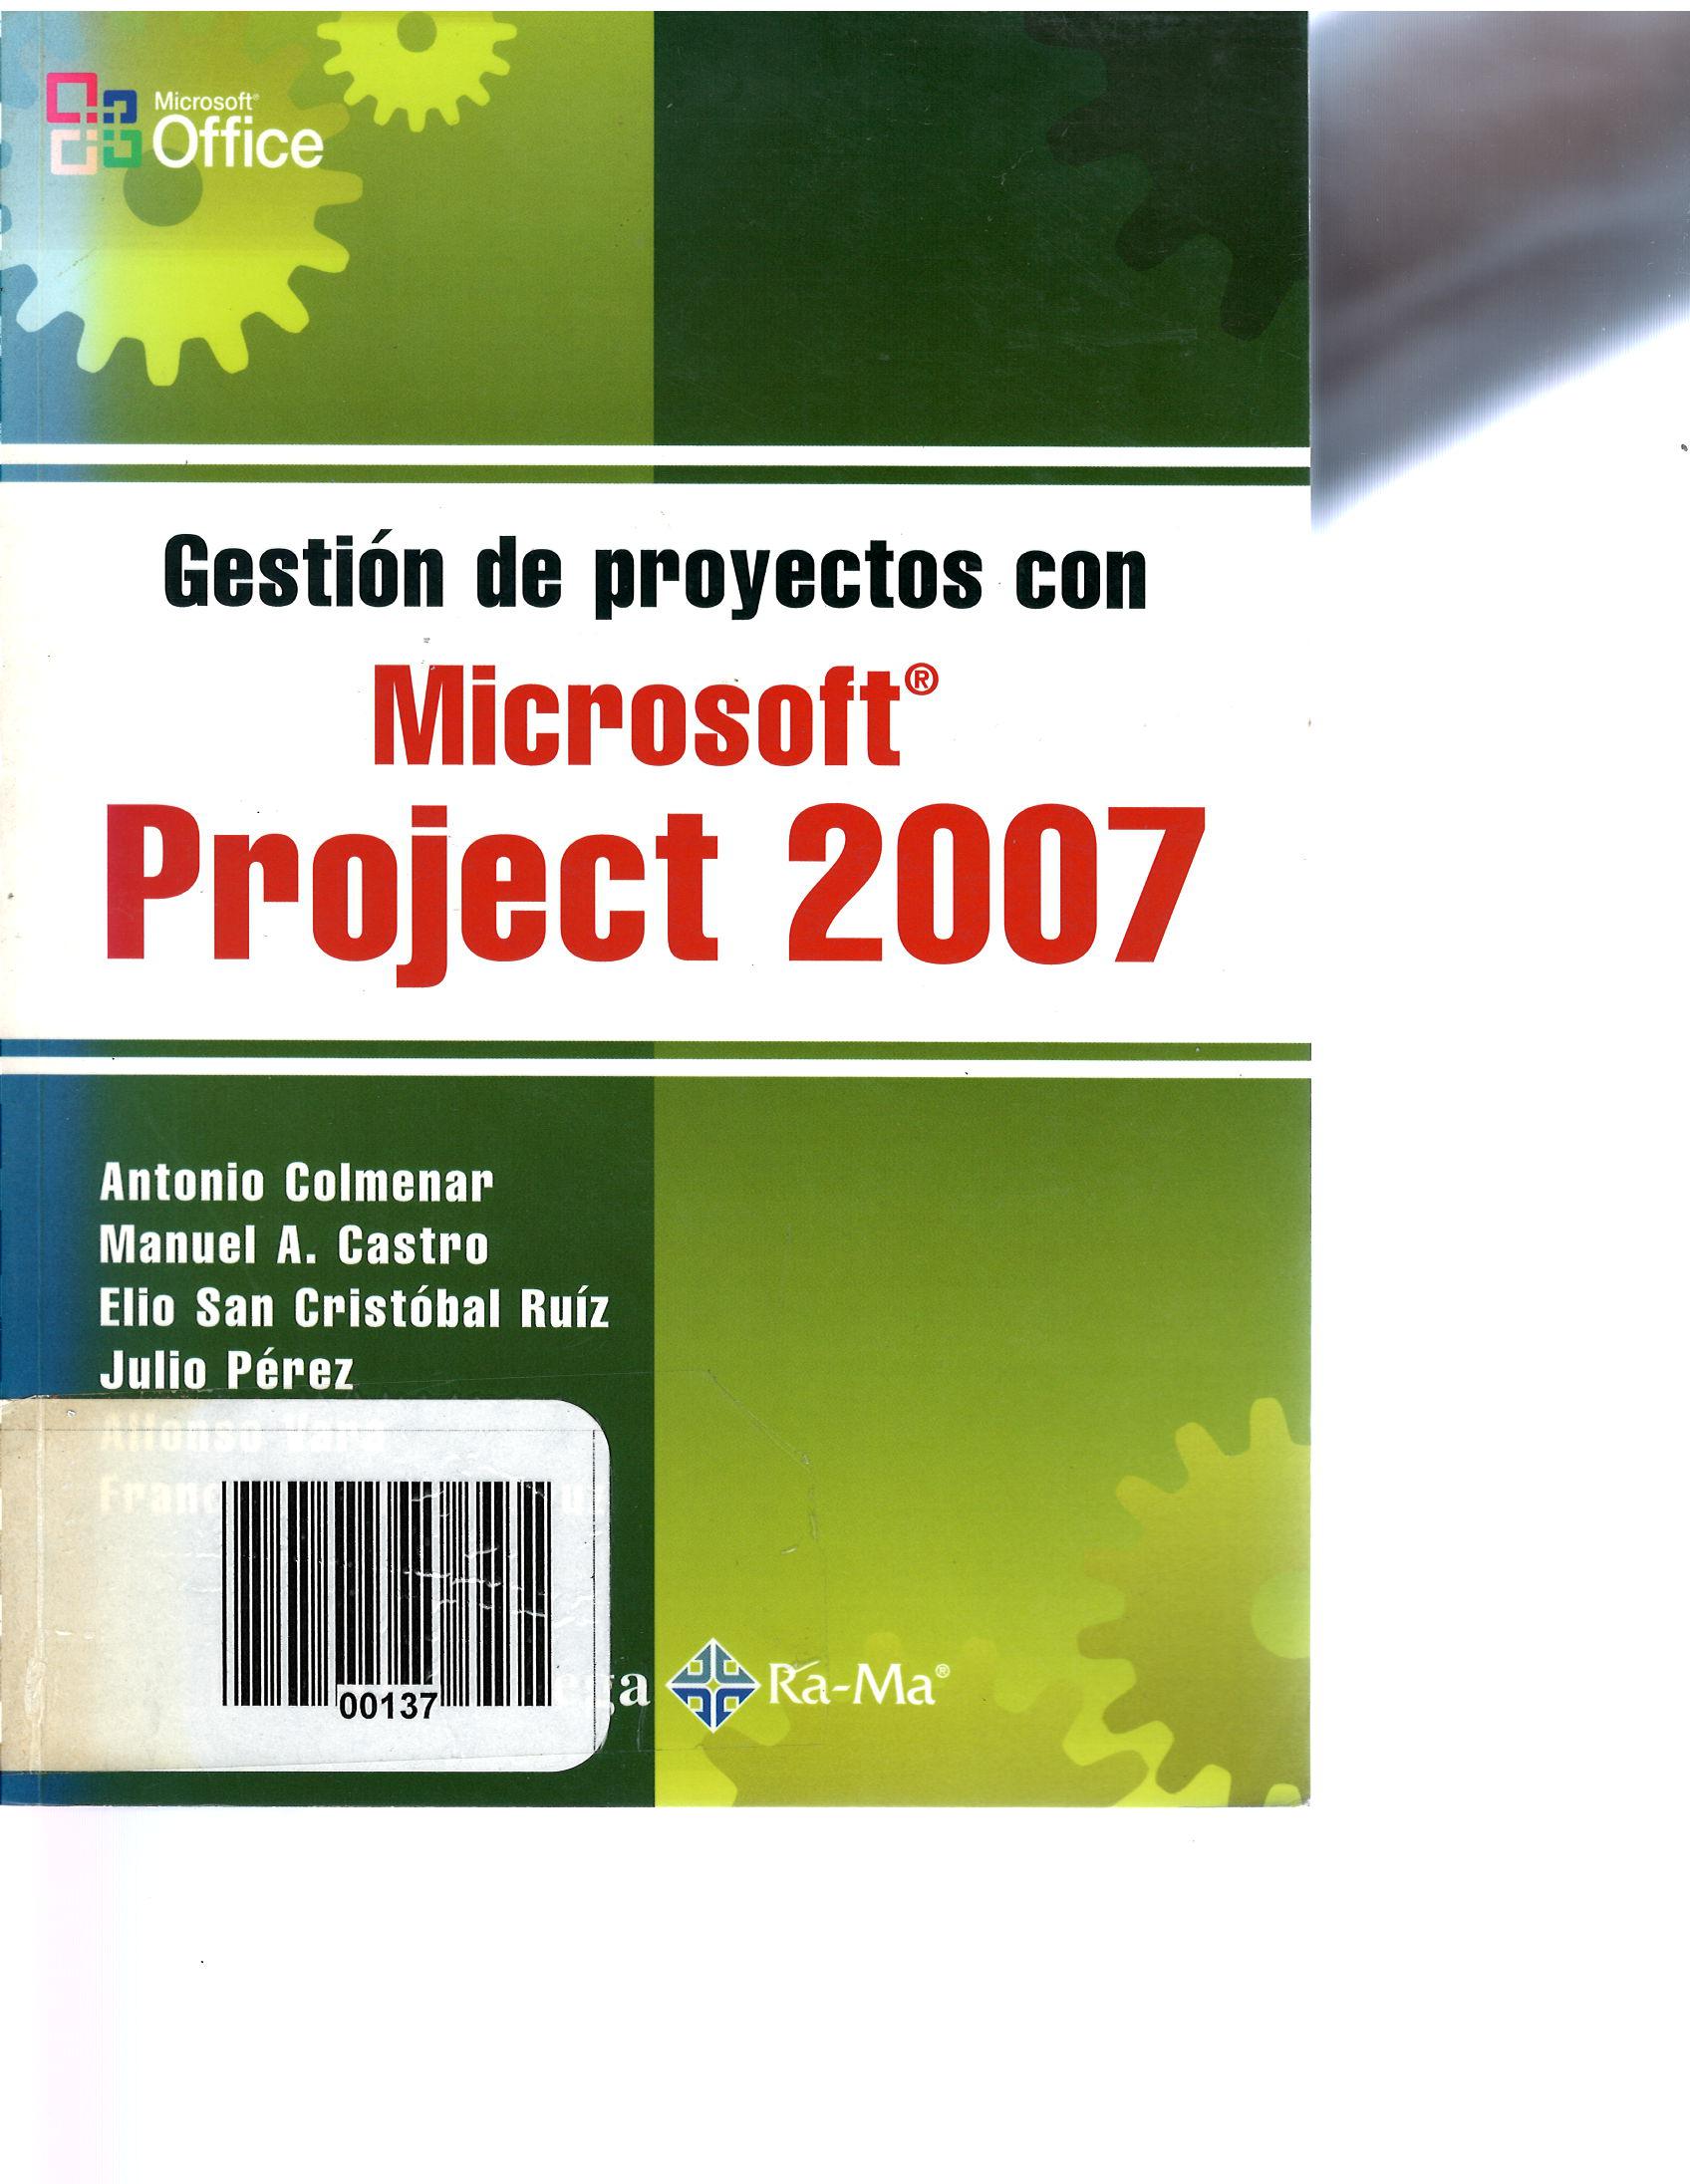 Microsoft®
Office
Gestión de proyectos con
Microsoft®
Project 2007
Antonio Colmenar
Manuel A. Castro
Elio San Cristóbal Ruíz
Julio Pérez
Alfonso
00137
Ra-Ma®